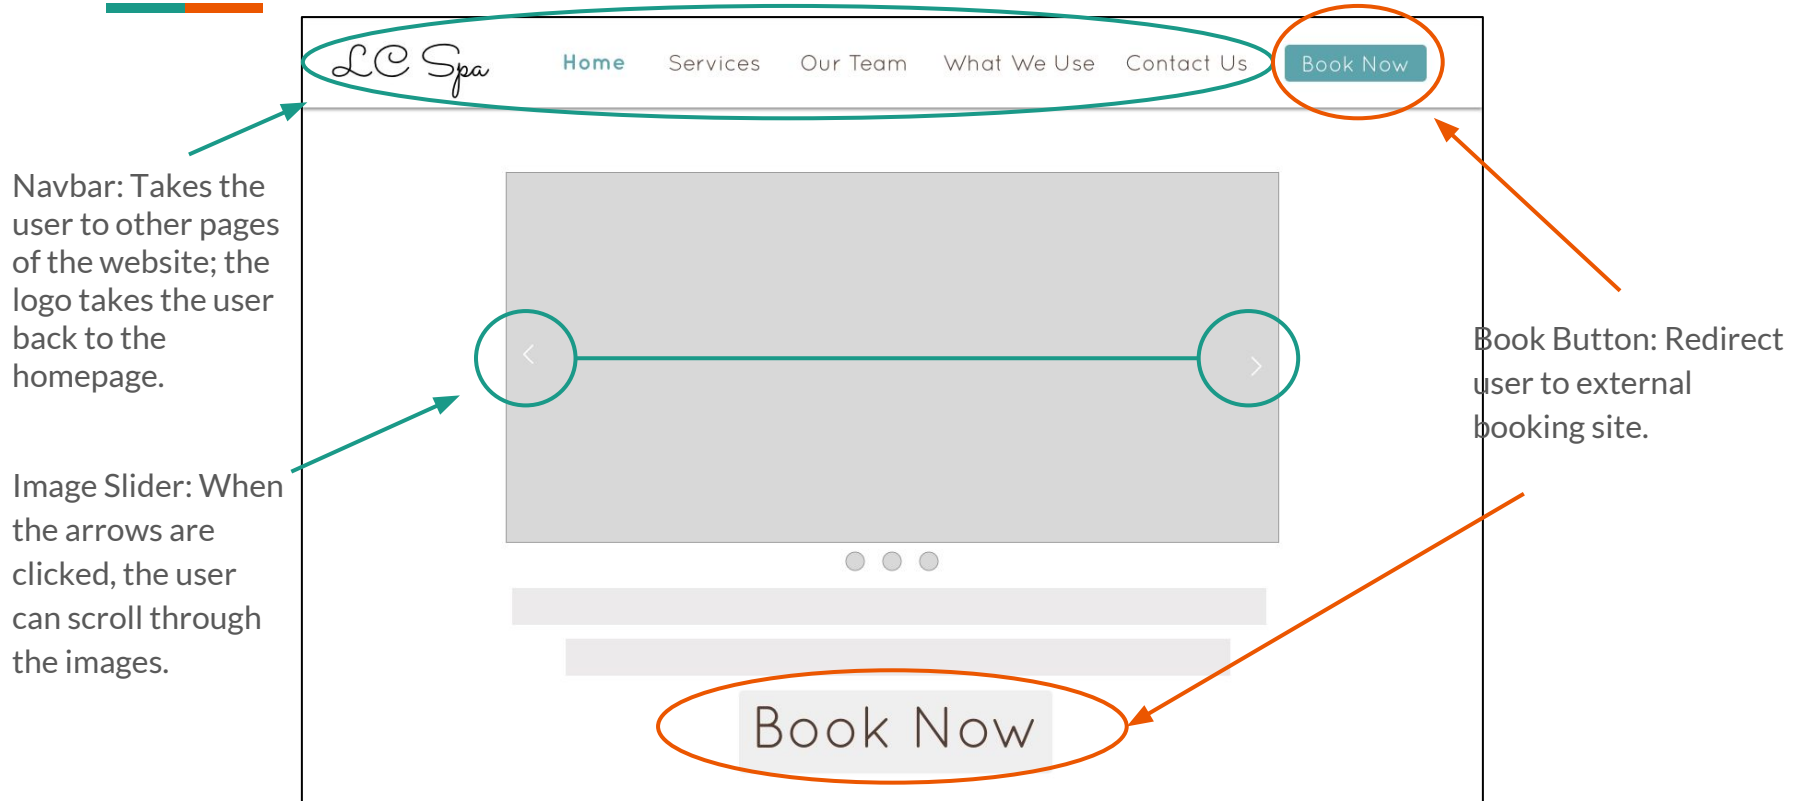 LC Spa
Home Services Our Team What We Use Contact Us Book Now
Navbar: Takes the
user to other pages
of the website; the
logo takes the user
back to the
homepage.
Image Slider: When
the arrows are
clicked, the user
can scroll through
the images.
Book Button: Redirect
user to external
booking site.
Book Now